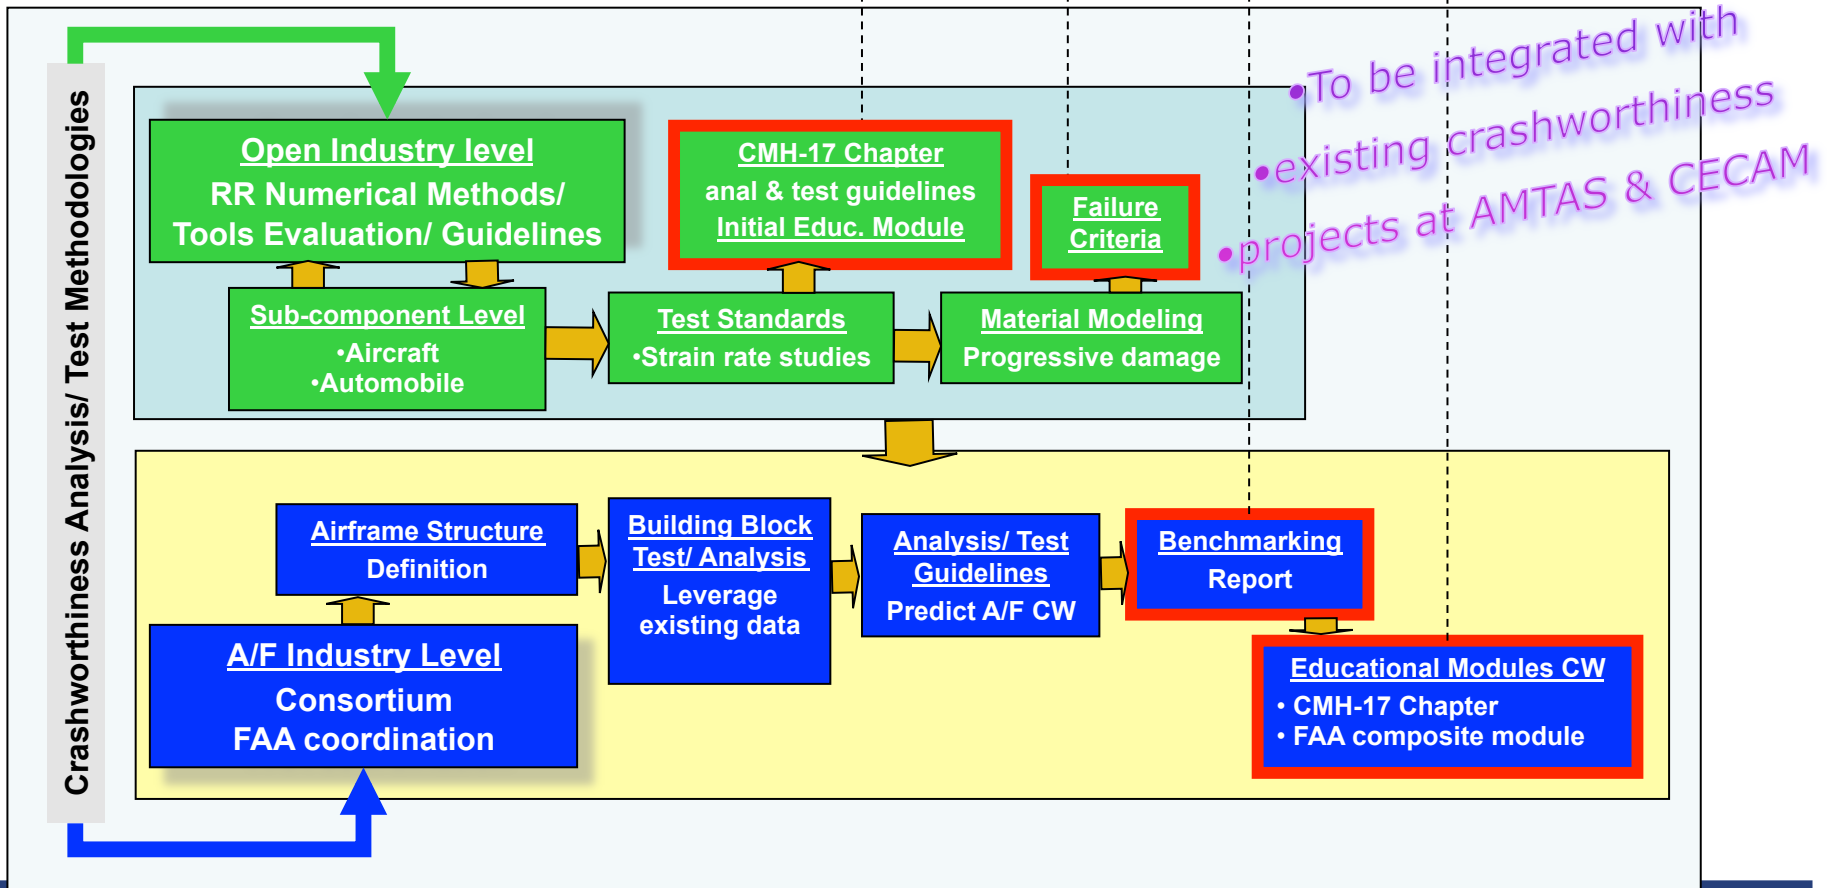 Crashworthiness Analysis/ Test Methodologies
•To be integrated with
•existing crashworthiness
•projects at AMTAS & CECAM
Open Industry level
RR Numerical Methods/
Tools Evaluation/ Guidelines
CMH-17 Chapter
anal & test guidelines
Initial Educ. Module
Failure
Criteria
Sub-component Level
•Aircraft
•Automobile
Test Standards
•Strain rate studies
Material Modeling
Progressive damage
Airframe Structure
Definition
Building Block
Test/ Analysis
Leverage
existing data
Analysis/ Test
Guidelines
Predict A/F CW
Benchmarking
Report
A/F Industry Level
Consortium
FAA coordination
Educational Modules CW
• CMH-17 Chapter
• FAA composite module